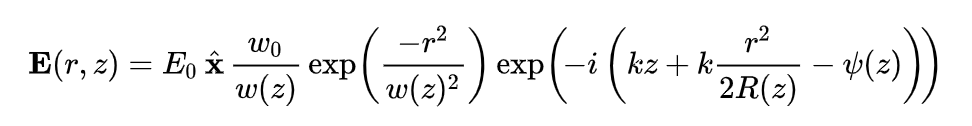 𝐄(r, z) = E₀ x̂ w₀/w(z) exp(−r²/w(z)²) exp(−i(kz + k r²/2R(z) − ψ(z)))